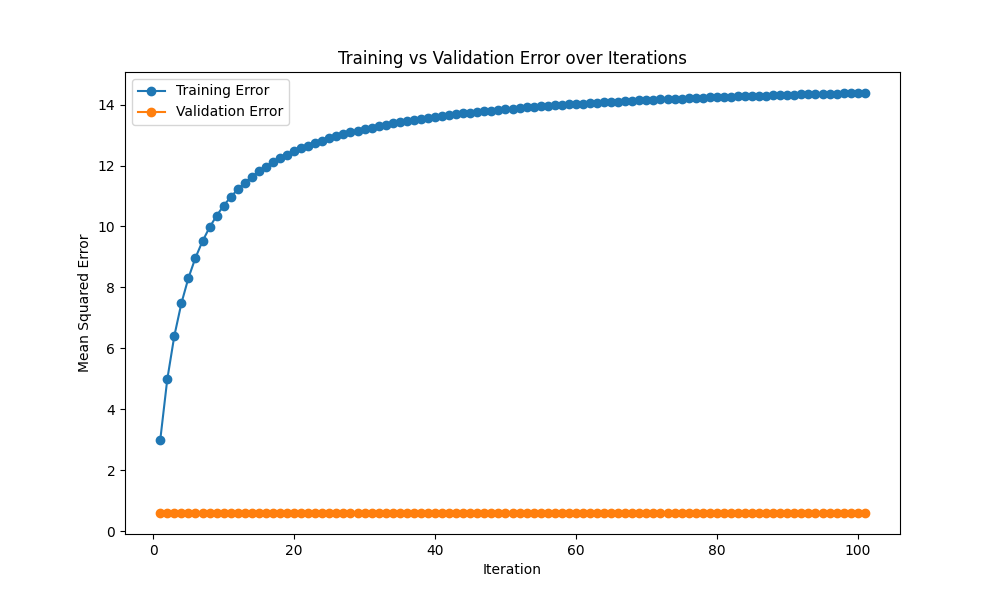 Training vs Validation Error over Iterations
Training Error
Validation Error
Mean Squared Error
14
12
10
8
6
4
2
0
0 20 40 60 80 100
Iteration